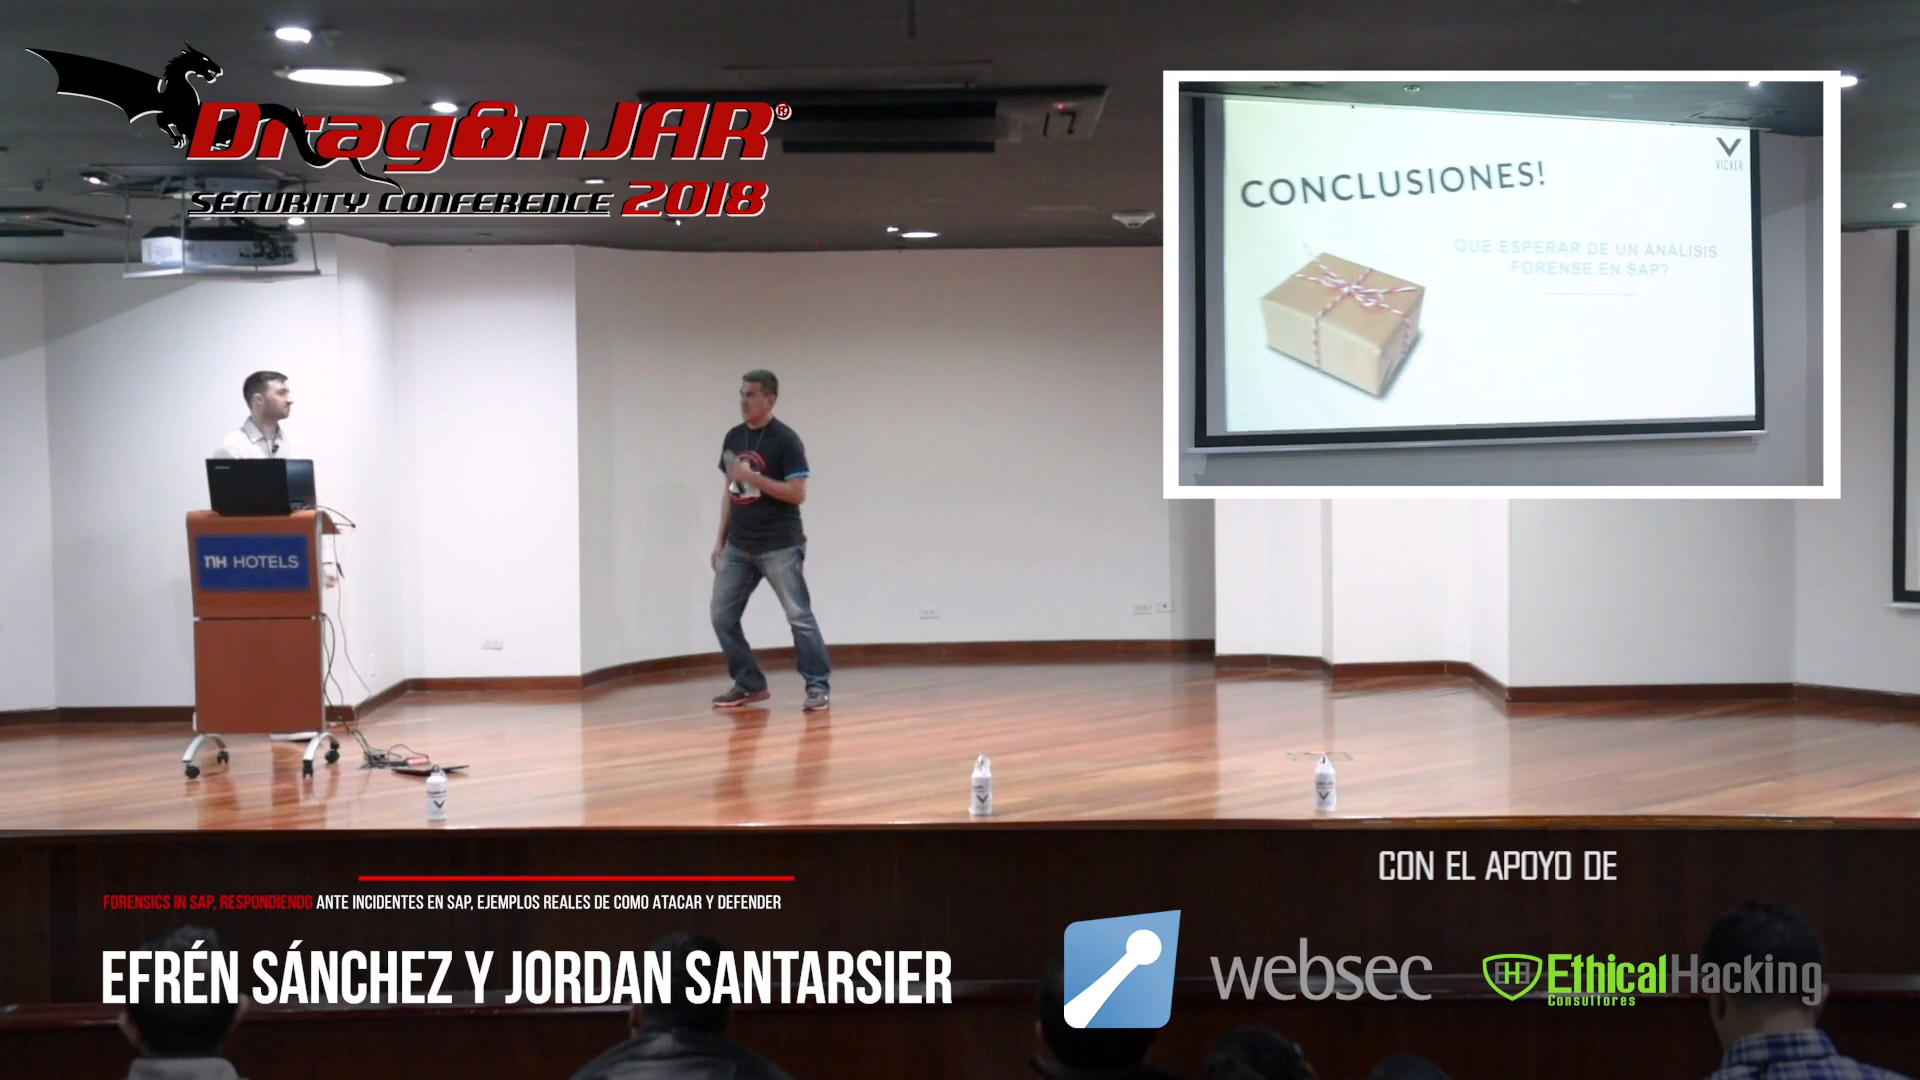 DragonJAR®
SECURITY CONFERENCE 2018
VICXER
CONCLUSIONES!
QUE ESPERAR DE UN ANÁLISIS
FORENSE EN SAP?
nH HOTELS
CON EL APOYO DE
FORENSICS IN SAP, RESPONDIENDO ANTE INCIDENTES EN SAP, EJEMPLOS REALES DE COMO ATACAR Y DEFENDER
EFRÉN SÁNCHEZ Y JORDAN SANTARSIER
websec
EHE EthicalHacking
Consultores